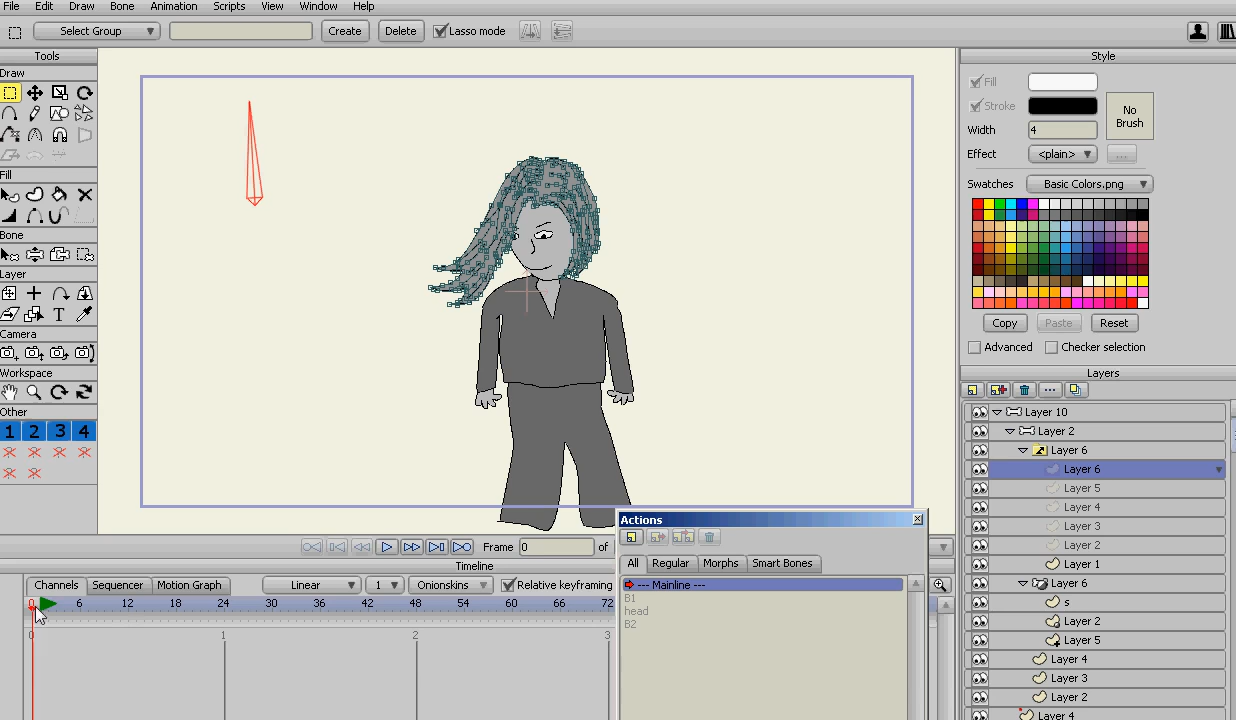 File Edit Draw Bone Animation Scripts View Window Help
Select Group Create Delete Lasso mode
Tools
Draw
Fill
Bone
Layer
T
Camera
Workspace
Other
1 2 3 4
Style
Fill
Stroke
No Brush
Width 4
Effect <plain> ...
Swatches Basic Colors.png
Copy Paste Reset
Advanced Checker selection
Layers
Layer 10
Layer 2
Layer 6
Layer 6
Layer 5
Layer 4
Layer 3
Layer 2
Layer 1
Layer 6
s
Layer 2
Layer 5
Layer 4
Layer 3
Layer 2
Layer 4
Frame 0 of
Timeline
Channels Sequencer Motion Graph Linear 1 Onionskins Relative keyframing
0 6 12 18 24 30 36 42 48 54 60 66 72
0 1 2 3
Actions
All Regular Morphs Smart Bones
--- Mainline ---
B1
head
B2